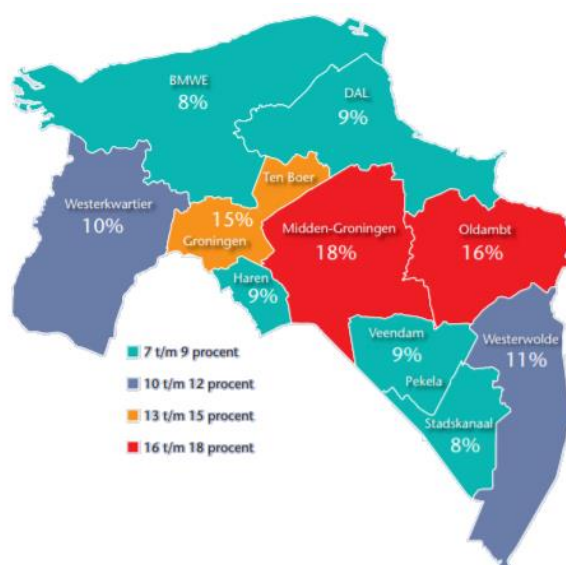 BMWE
8%
DAL
9%
Ten Boer
Westerkwartier
10%
15%
Groningen
Midden-Groningen
18%
Oldambt
16%
Haren
9%
Veendam
9%
Pekela
Westerwolde
11%
Stadskanaal
8%
7 t/m 9 procent
10 t/m 12 procent
13 t/m 15 procent
16 t/m 18 procent